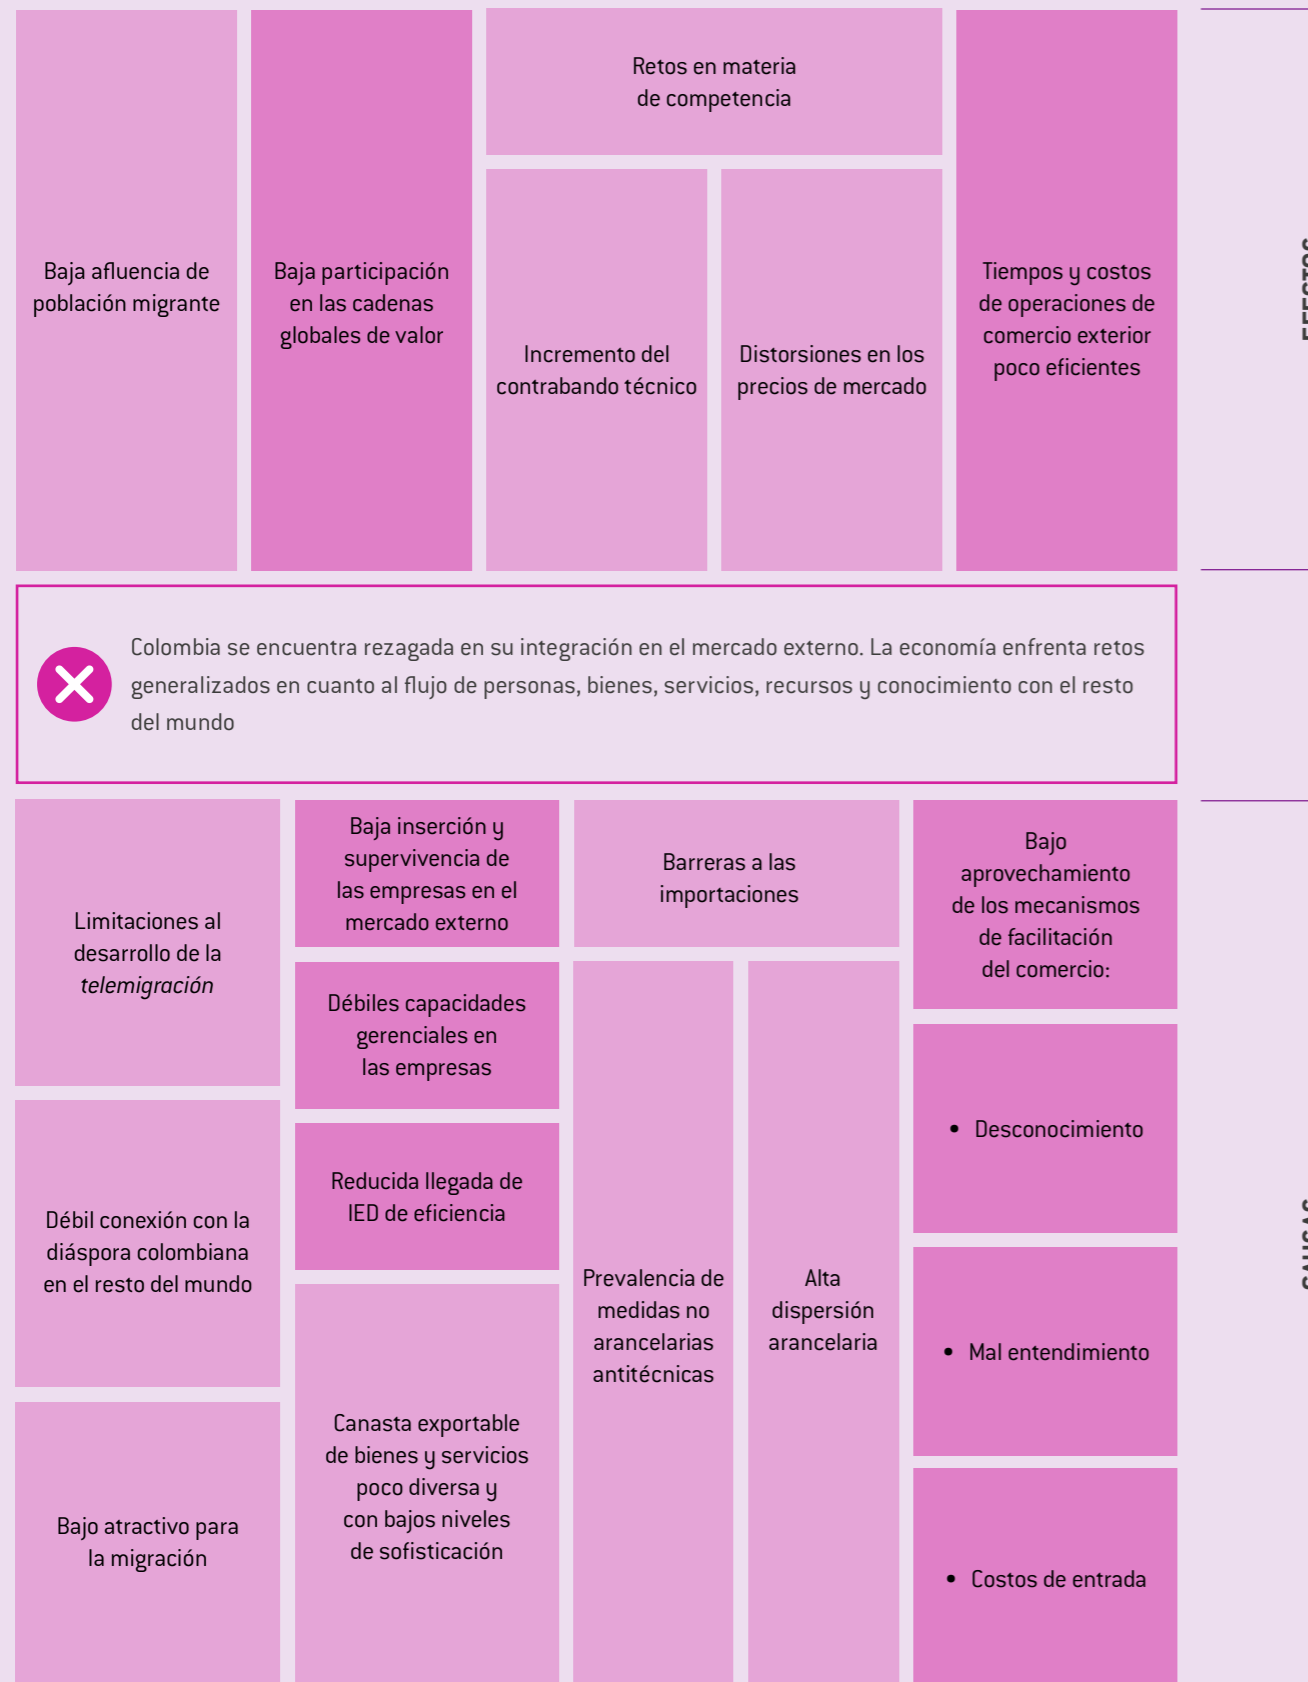 Retos en materia
de competencia
Baja afluencia de
población migrante
Baja participación
en las cadenas
globales de valor
Incremento del
contrabando técnico
Distorsiones en los
precios de mercado
Tiempos y costos
de operaciones de
comercio exterior
poco eficientes
Colombia se encuentra rezagada en su integración en el mercado externo. La economía enfrenta retos
generalizados en cuanto al flujo de personas, bienes, servicios, recursos y conocimiento con el resto
del mundo
Limitaciones al
desarrollo de la
telemigración
Débil conexión con la
diáspora colombiana
en el resto del mundo
Bajo atractivo para
la migración
Baja inserción y
supervivencia de
las empresas en el
mercado externo
Débiles capacidades
gerenciales en
las empresas
Reducida llegada de
IED de eficiencia
Canasta exportable
de bienes y servicios
poco diversa y
con bajos niveles
de sofisticación
Barreras a las
importaciones
Prevalencia de
medidas no
arancelarias
antitécnicas
Alta
dispersión
arancelaria
Bajo
aprovechamiento
de los mecanismos
de facilitación
del comercio:
• Desconocimiento
• Mal entendimiento
• Costos de entrada